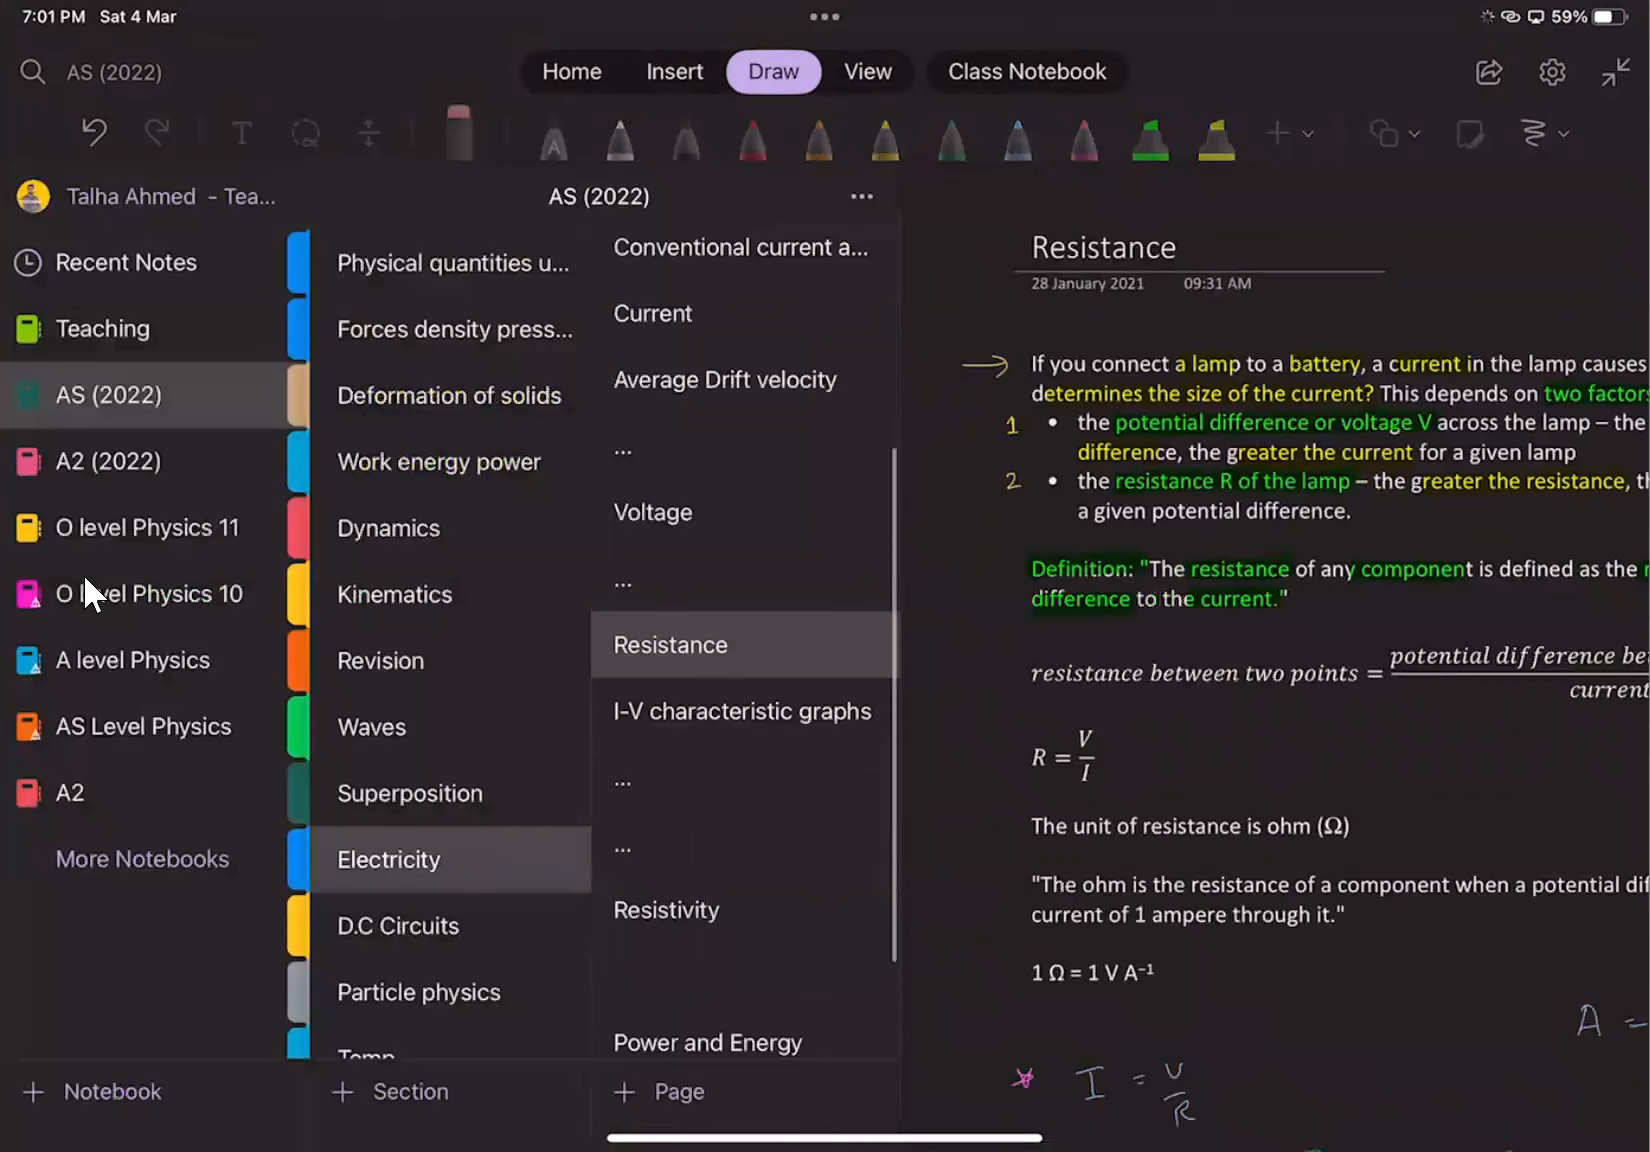 7:01 PM Sat 4 Mar
59%
AS (2022)
Home Insert Draw View Class Notebook
T
A
Talha Ahmed - Tea...
AS (2022)
Recent Notes
Teaching
AS (2022)
A2 (2022)
O level Physics 11
O level Physics 10
A level Physics
AS Level Physics
A2
More Notebooks
+ Notebook
Physical quantities u...
Forces density press...
Deformation of solids
Work energy power
Dynamics
Kinematics
Revision
Waves
Superposition
Electricity
D.C Circuits
Particle physics
Temp
+ Section
Conventional current a...
Current
Average Drift velocity
...
Voltage
...
Resistance
I-V characteristic graphs
...
...
Resistivity
Power and Energy
+ Page
Resistance
28 January 2021 09:31 AM
→ If you connect a lamp to a battery, a current in the lamp causes
determines the size of the current? This depends on two factors
1 • the potential difference or voltage V across the lamp – the
difference, the greater the current for a given lamp
2 • the resistance R of the lamp – the greater the resistance, th
a given potential difference.
Definition: "The resistance of any component is defined as the
difference to the current."
resistance between two points = potential difference be
current
R = V
I
The unit of resistance is ohm (Ω)
"The ohm is the resistance of a component when a potential dif
current of 1 ampere through it."
1 Ω = 1 V A⁻¹
A =
I = V
R